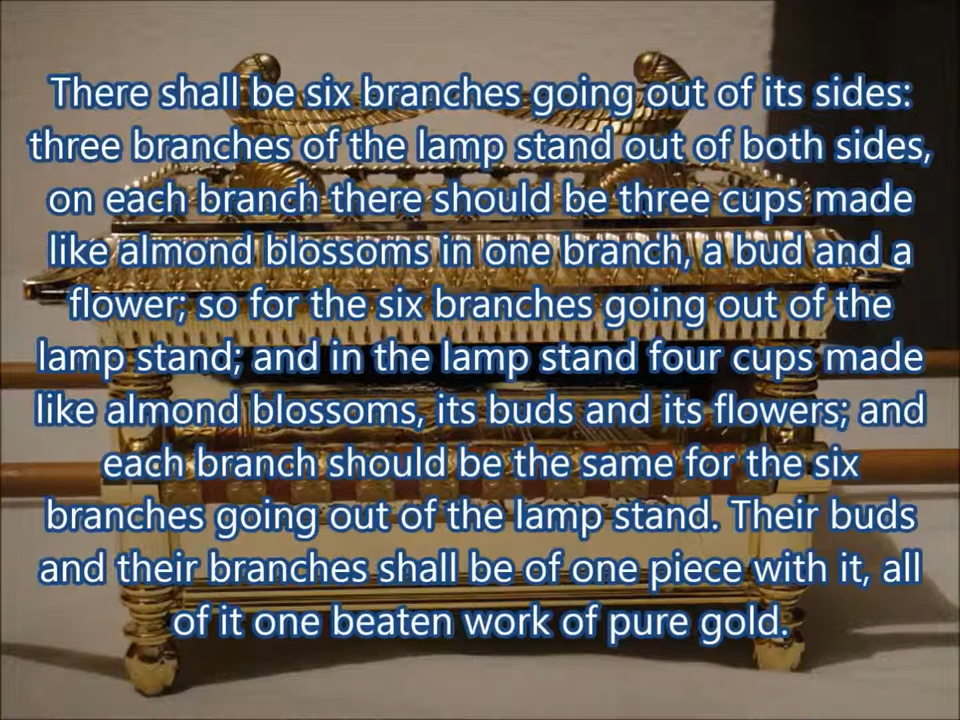 There shall be six branches going out of its sides:
three branches of the lamp stand out of both sides,
on each branch there should be three cups made
like almond blossoms in one branch, a bud and a
flower; so for the six branches going out of the
lamp stand; and in the lamp stand four cups made
like almond blossoms, its buds and its flowers; and
each branch should be the same for the six
branches going out of the lamp stand. Their buds
and their branches shall be of one piece with it, all
of it one beaten work of pure gold.